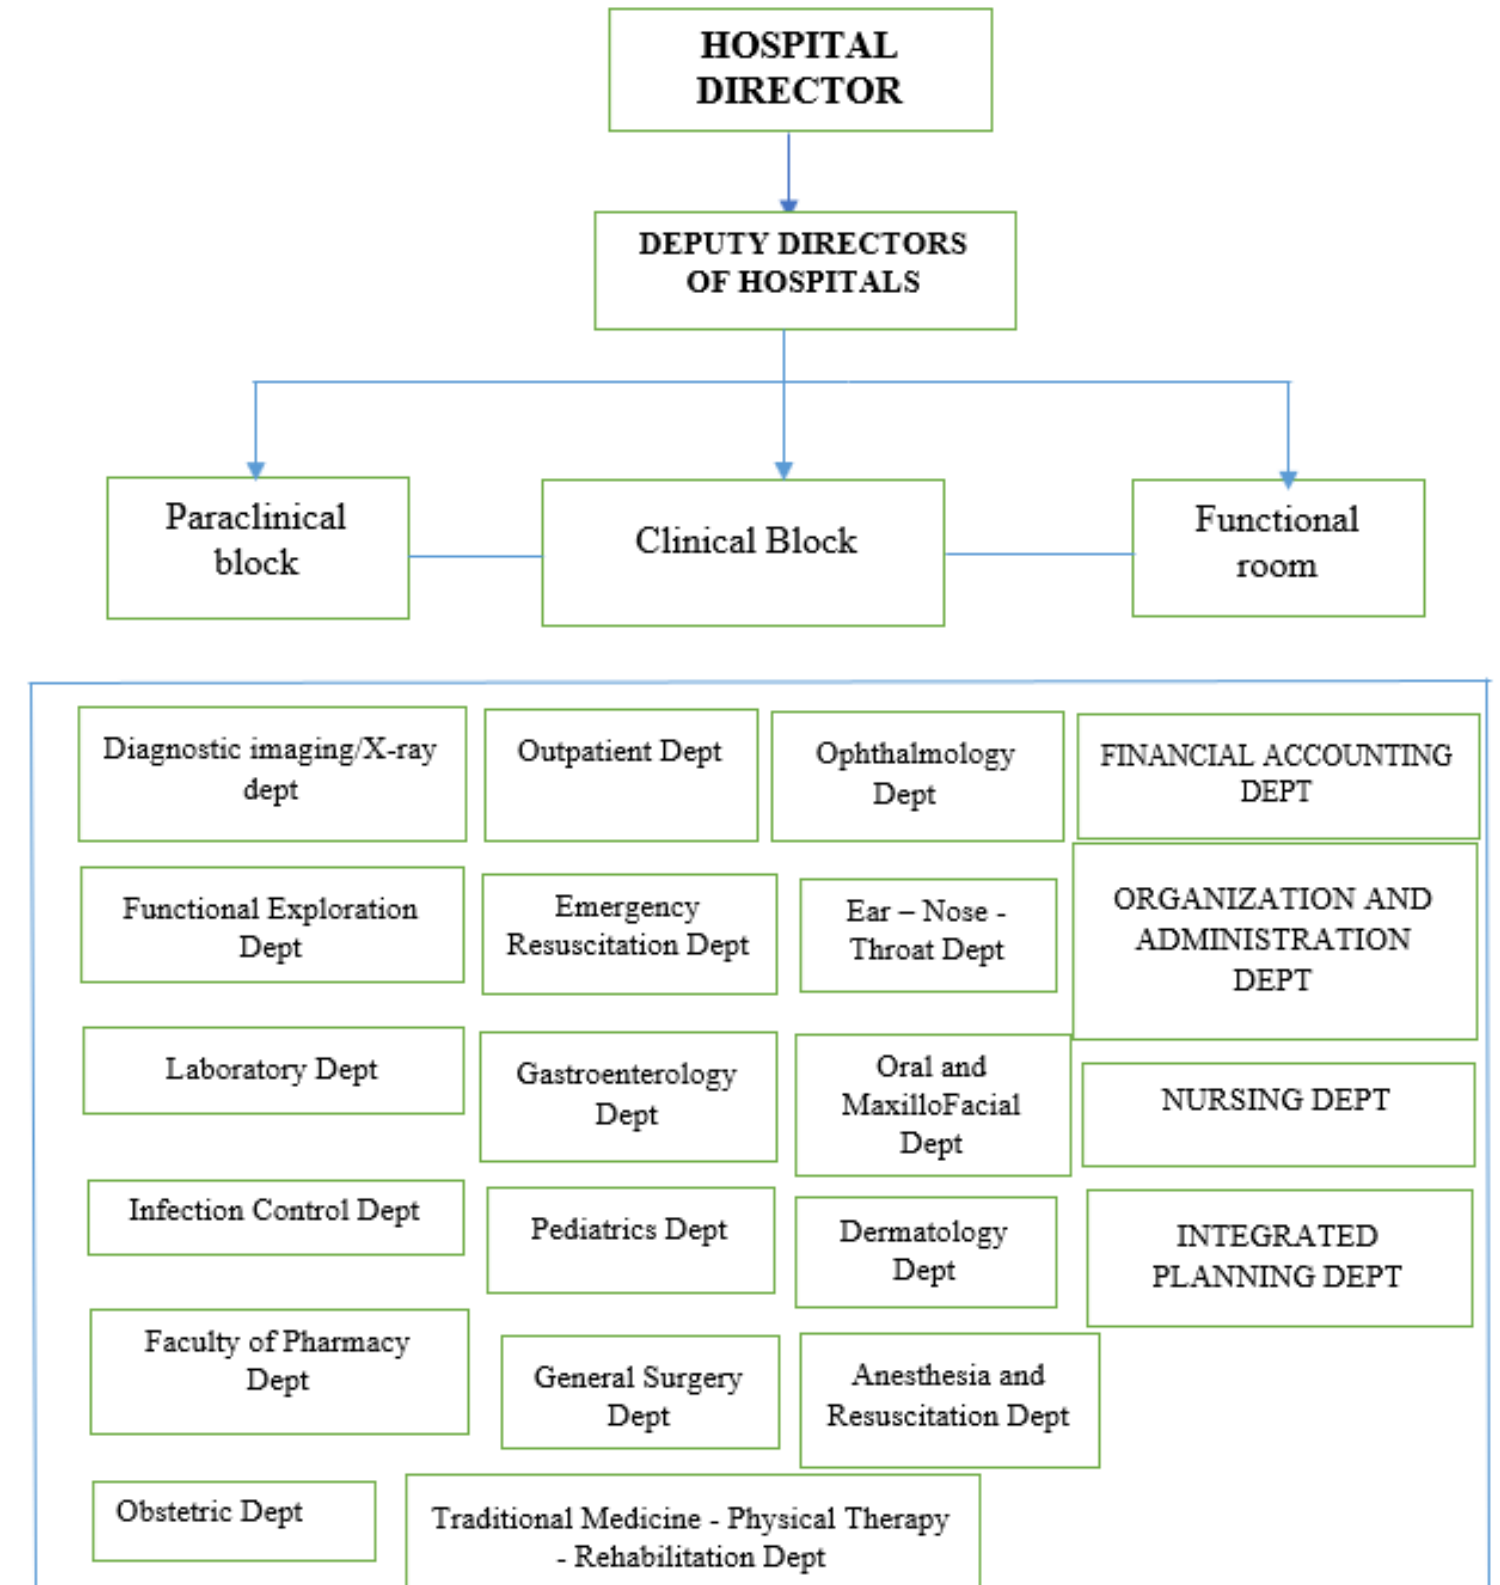 HOSPITAL
DIRECTOR
DEPUTY DIRECTORS
OF HOSPITALS
Paraclinical
block
Clinical Block
Functional
room
Diagnostic imaging/X-ray
dept
Outpatient Dept
Ophthalmology
Dept
FINANCIAL ACCOUNTING
DEPT
Functional Exploration
Dept
Emergency
Resuscitation Dept
Ear – Nose -
Throat Dept
ORGANIZATION AND
ADMINISTRATION
DEPT
Laboratory Dept
Gastroenterology
Dept
Oral and
MaxilloFacial
Dept
NURSING DEPT
Infection Control Dept
Pediatrics Dept
Dermatology
Dept
INTEGRATED
PLANNING DEPT
Faculty of Pharmacy
Dept
General Surgery
Dept
Anesthesia and
Resuscitation Dept
Obstetric Dept
Traditional Medicine - Physical Therapy
- Rehabilitation Dept